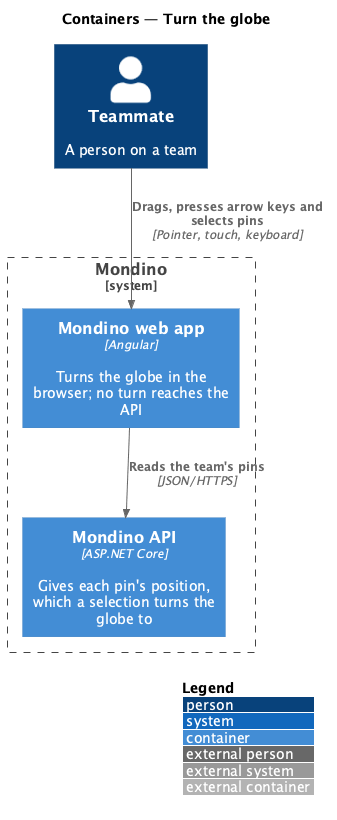 Containers — Turn the globe
Teammate
A person on a team
Drags, presses arrow keys and
selects pins
[Pointer, touch, keyboard]
Mondino
[system]
Mondino web app
[Angular]
Turns the globe in the
browser; no turn reaches the
API
Reads the team's pins
[JSON/HTTPS]
Mondino API
[ASP.NET Core]
Gives each pin's position,
which a selection turns the
globe to
Legend
person
system
container
external person
external system
external container